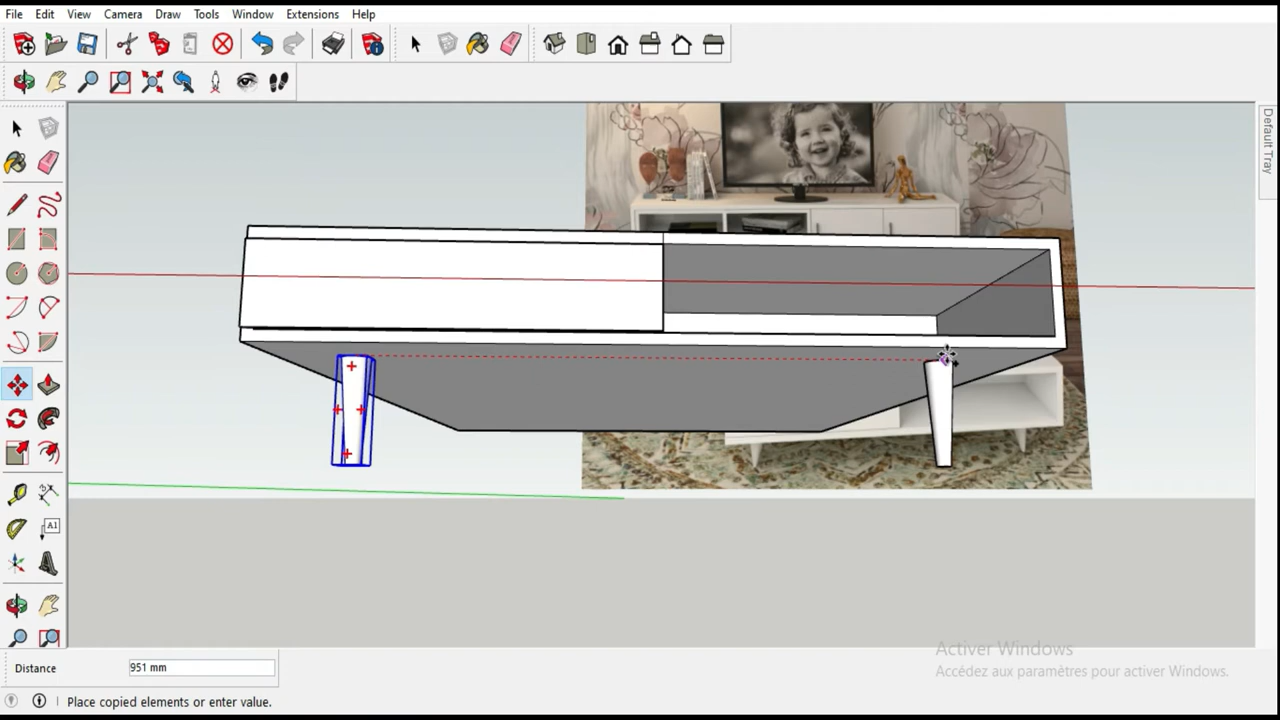 File Edit View Camera Draw Tools Window Extensions Help
Default Tray
A1
Activer Windows
Accédez aux paramètres pour activer Windows.
Distance 951 mm
Place copied elements or enter value.